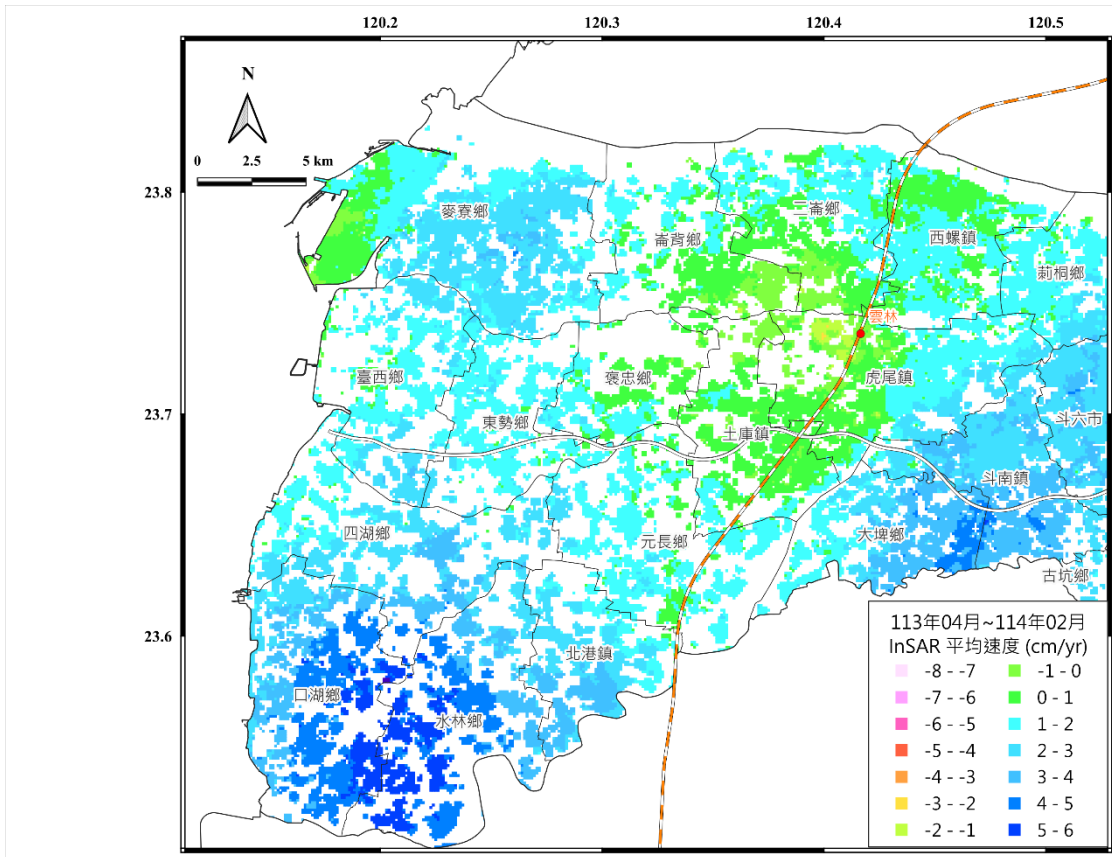 120.2 120.3 120.4 120.5
N
0 2.5 5 km
23.8
麥寮鄉
二崙鄉
崙背鄉
西螺鎮
莿桐鄉
雲林
臺西鄉
褒忠鄉
虎尾鎮
23.7
東勢鄉
土庫鎮
斗六市
斗南鎮
四湖鄉
元長鄉
大埤鄉
古坑鄉
23.6
北港鎮
口湖鄉
水林鄉
113年04月~114年02月
InSAR 平均速度 (cm/yr)
-8 - -7 -1 - 0
-7 - -6 0 - 1
-6 - -5 1 - 2
-5 - -4 2 - 3
-4 - -3 3 - 4
-3 - -2 4 - 5
-2 - -1 5 - 6